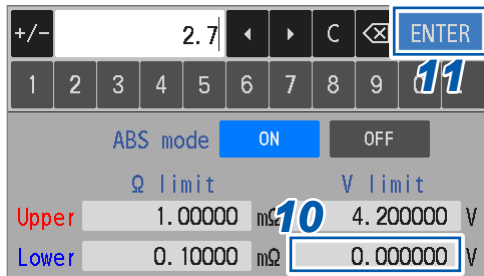 +/- 2.7 ◂ ▸ C ⌫ ENTER
11
1 2 3 4 5 6 7 8 9 0 .
ABS mode ON OFF
Ω limit V limit
Upper 1.00000 mΩ 4.200000 V
10
Lower 0.10000 mΩ 0.000000 V